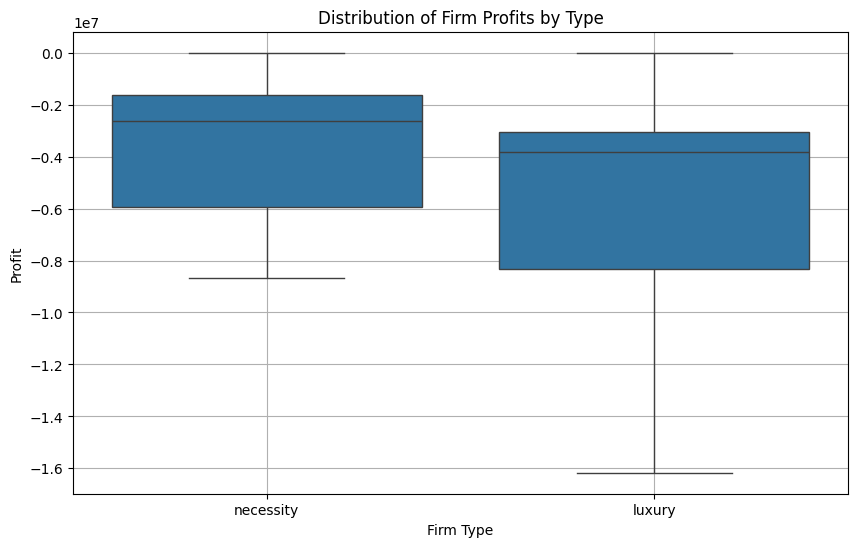 Distribution of Firm Profits by Type
1e7
0.0
−0.2
−0.4
−0.6
−0.8
−1.0
−1.2
−1.4
−1.6
Profit
necessity luxury
Firm Type